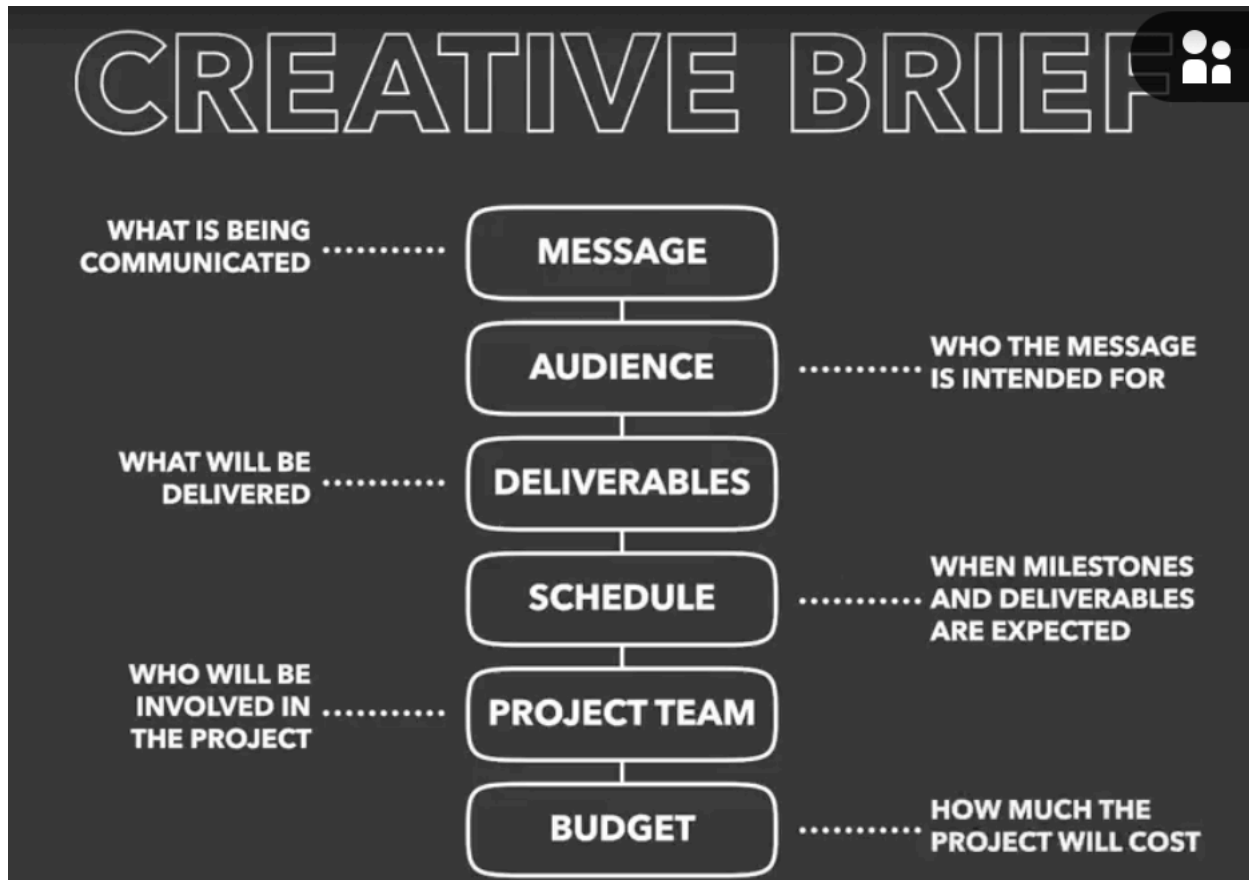 CREATIVE BRIEF
WHAT IS BEING
COMMUNICATED
MESSAGE
AUDIENCE
WHO THE MESSAGE
IS INTENDED FOR
WHAT WILL BE
DELIVERED
DELIVERABLES
SCHEDULE
WHEN MILESTONES
AND DELIVERABLES
ARE EXPECTED
WHO WILL BE
INVOLVED IN
THE PROJECT
PROJECT TEAM
BUDGET
HOW MUCH THE
PROJECT WILL COST